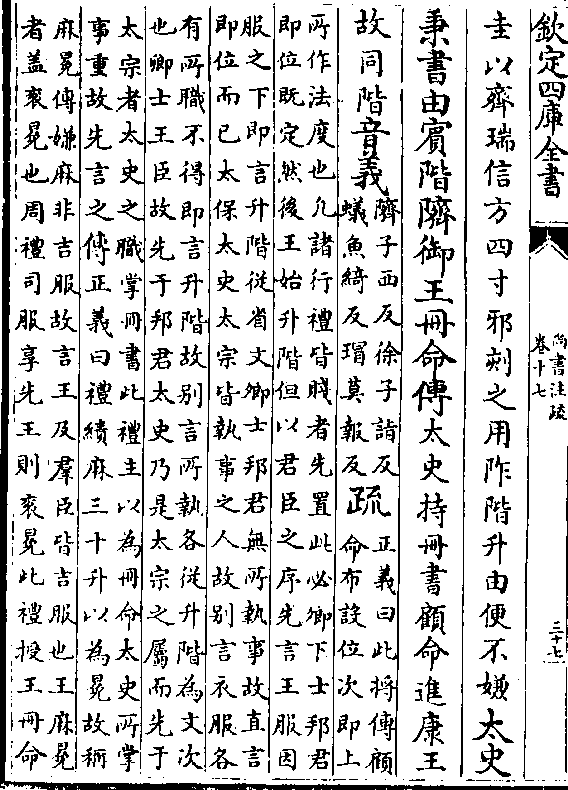 欽定四庫全書
尚書注疏
卷十七
二十七
圭以齊瑞信方四寸邪刻之用阼階升由便不嫌太史
秉書由賓階隮御王冊命傳太史持冊書顧命進康王
故同階音義隮子西反徐子詣反
蟻魚綺反瑁莫報反疏正義曰此將傳顧
命布設位次即上
所作法度也凡諸行禮皆賤者先置此必卿下士邦君
即位既定然後王始升階但以君臣之序先言王服因
服之下即言升階從省文卿士邦君無所執事故直言
即位而已太保太史太宗皆執事之人故别言衣服各
有所職不得即言升階故别言所執各從升階為文次
也卿士王臣故先于邦君太史乃是太宗之屬而先于
太宗者太史之職掌冊書此禮主以為冊命太史所掌
事重故先言之傳正義曰禮績麻三十升以為冕故稱
麻冕傳嫌麻非吉服故言王及羣臣皆吉服也王麻冕
者盖衮冕也周禮司服享先王則衮冕此禮授王冊命